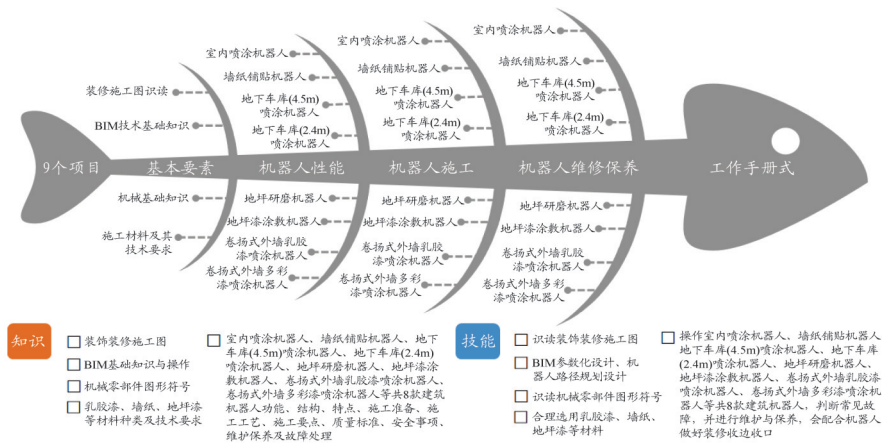 室内喷涂机器人
墙纸铺贴机器人
地下车库(4.5m)
喷涂机器人
地下车库(2.4m)
喷涂机器人
室内喷涂机器人
墙纸铺贴机器人
地下车库(4.5m)
喷涂机器人
地下车库(2.4m)
喷涂机器人
室内喷涂机器人
墙纸铺贴机器人
地下车库(4.5m)
喷涂机器人
地下车库(2.4m)
喷涂机器人
装修施工图识读
BIM技术基础知识
9个项目
基本要素
机器人性能
机器人施工
机器人维修保养
工作手册式
机械基础知识
施工材料及其
技术要求
地坪研磨机器人
地坪漆涂敷机器人
卷扬式外墙乳胶
漆喷涂机器人
卷扬式外墙多彩
漆喷涂机器人
地坪研磨机器人
地坪漆涂敷机器人
卷扬式外墙乳胶
漆喷涂机器人
卷扬式外墙多彩
漆喷涂机器人
地坪研磨机器人
地坪漆涂敷机器人
卷扬式外墙乳胶
漆喷涂机器人
卷扬式外墙多彩
漆喷涂机器人
知识
装饰装修施工图
BIM基础知识与操作
机械零部件图形符号
乳胶漆、墙纸、地坪漆
等材料种类及技术要求
室内喷涂机器人、墙纸铺贴机器人、地下
车库(4.5m)喷涂机器人、地下车库(2.4m)
喷涂机器人、地坪研磨机器人、地坪漆涂
敷机器人、卷扬式外墙乳胶漆喷涂机器人、
卷扬式外墙多彩漆喷涂机器人等共8款建筑
机器人功能、结构、特点、施工准备、施
工工艺、施工要点、质量标准、安全事项、
维护保养及故障处理
技能
识读装饰装修施工图
BIM参数化设计、机
器人路径规划设计
识读机械零部件图形符号
合理选用乳胶漆、墙纸、
地坪漆等材料
操作室内喷涂机器人、墙纸铺贴机器人
地下车库(4.5m)喷涂机器人、地下车库
(2.4m)喷涂机器人、地坪研磨机器人、
地坪漆涂敷机器人、卷扬式外墙乳胶漆
喷涂机器人、卷扬式外墙多彩漆喷涂机
器人等共8款建筑机器人，判断常见故
障，并进行维护与保养，会配合机器人
做好装修收边收口